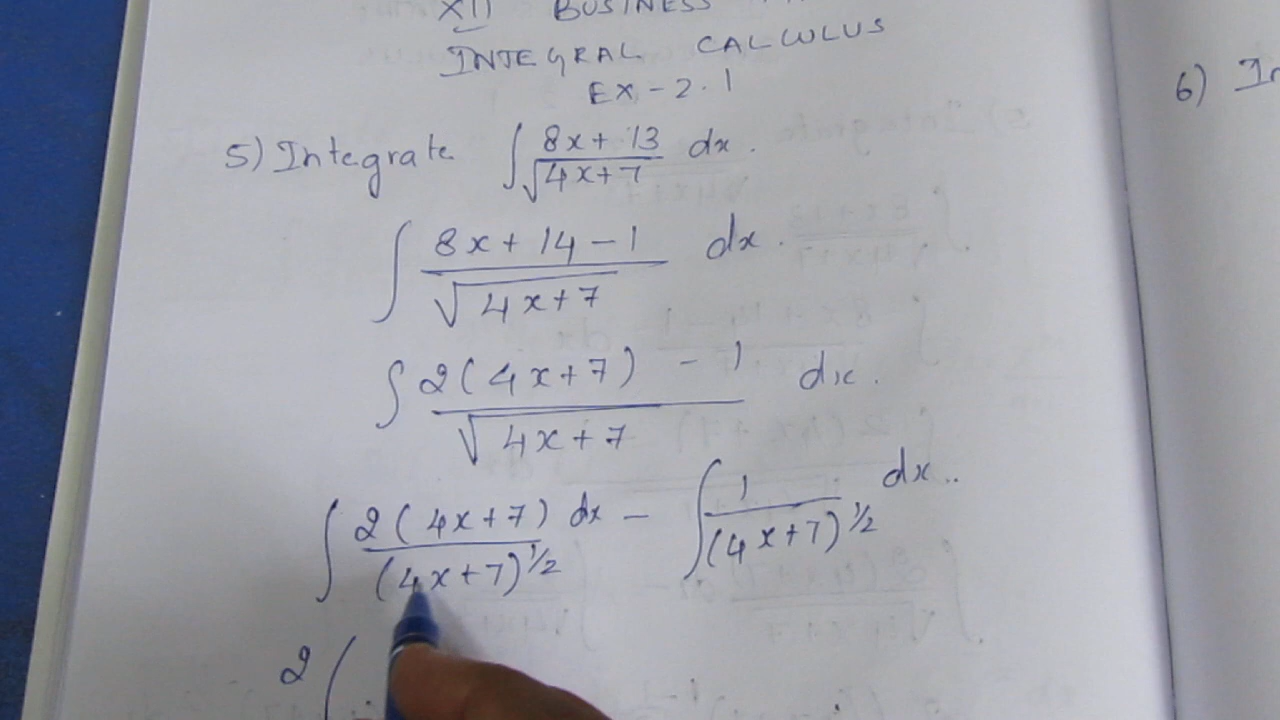 XII BUSINESS
INTEGRAL CALCULUS
EX - 2.1
5) Integrate ∫ (8x + 13)/√(4x+7) dx.
∫ (8x + 14 - 1)/√(4x+7) dx.
∫ (2(4x+7) - 1)/√(4x+7) dx.
∫ 2(4x+7)/(4x+7)^1/2 dx - ∫ 1/(4x+7)^1/2 dx..
2 (
6)